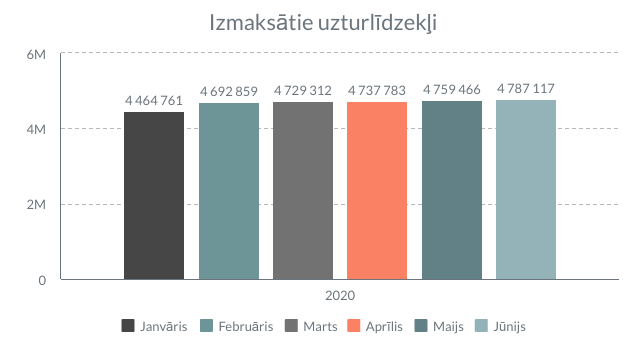 Izmaksātie uzturlīdzekļi
6M
4M
2M
0
4 464 761
4 692 859
4 729 312
4 737 783
4 759 466
4 787 117
2020
Janvāris Februāris Marts Aprīlis Maijs Jūnijs